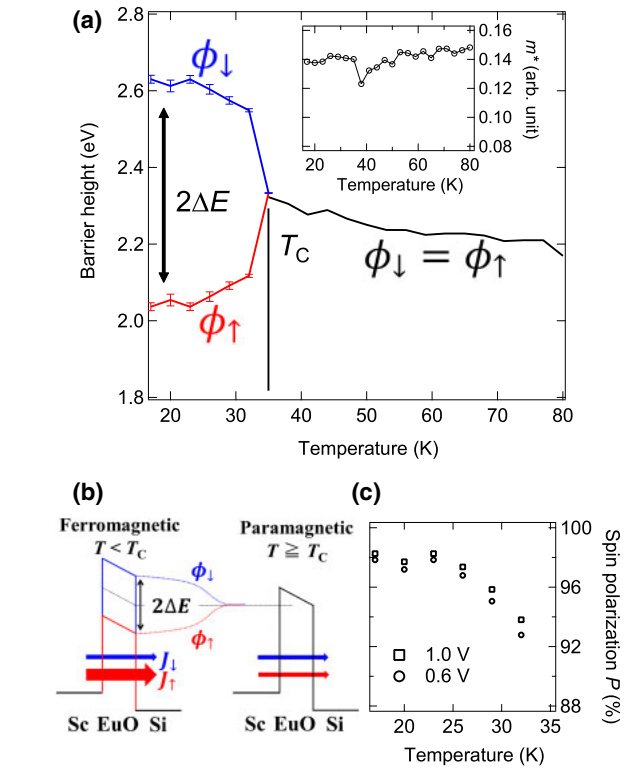 (a)
2.8
2.6
2.4
2.2
2.0
1.8
Barrier height (eV)
ϕ↓
2ΔE
ϕ↑
T_C
ϕ↓ = ϕ↑
20 30 40 50 60 70 80
Temperature (K)
0.16
0.14
0.12
0.10
0.08
m* (arb. unit)
20 40 60 80
Temperature (K)
(b)
Ferromagnetic
T < T_C
Paramagnetic
T ≧ T_C
ϕ↓
2ΔE
ϕ↑
J↓
J↑
Sc EuO Si
Sc EuO Si
(c)
100
96
92
88
Spin polarization P (%)
1.0 V
0.6 V
20 25 30 35
Temperature (K)